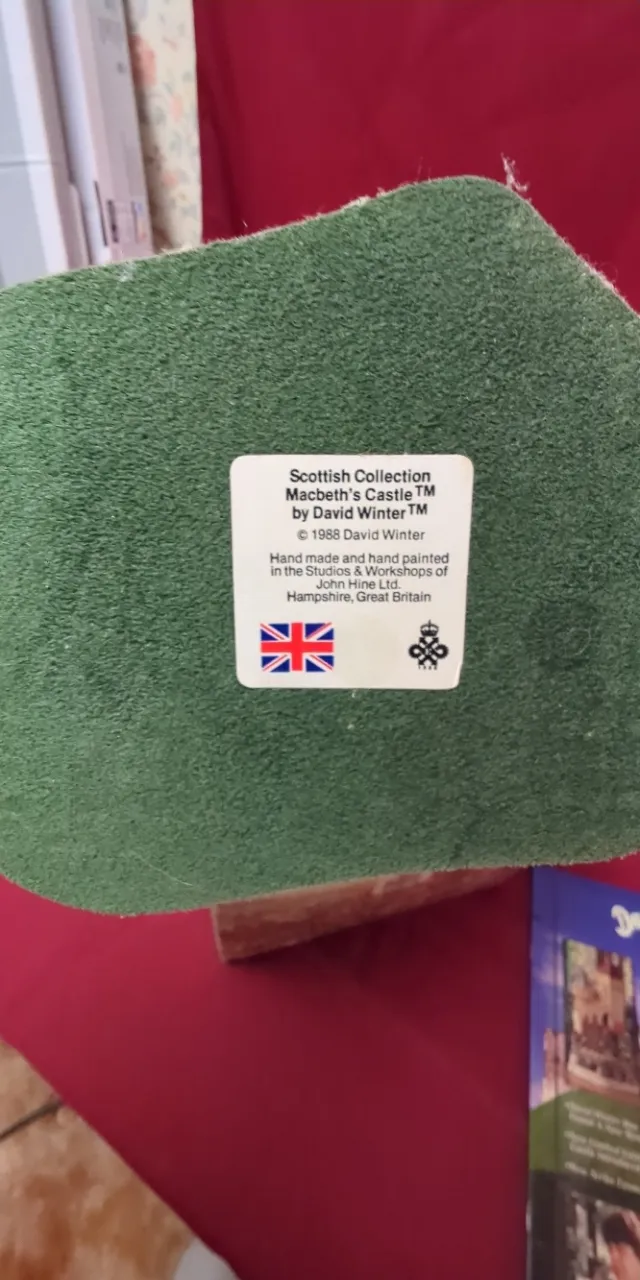 Scottish Collection
Macbeth's Castle™
by David Winter™
© 1988 David Winter
Hand made and hand painted
in the Studios & Workshops of
John Hine Ltd.
Hampshire, Great Britain